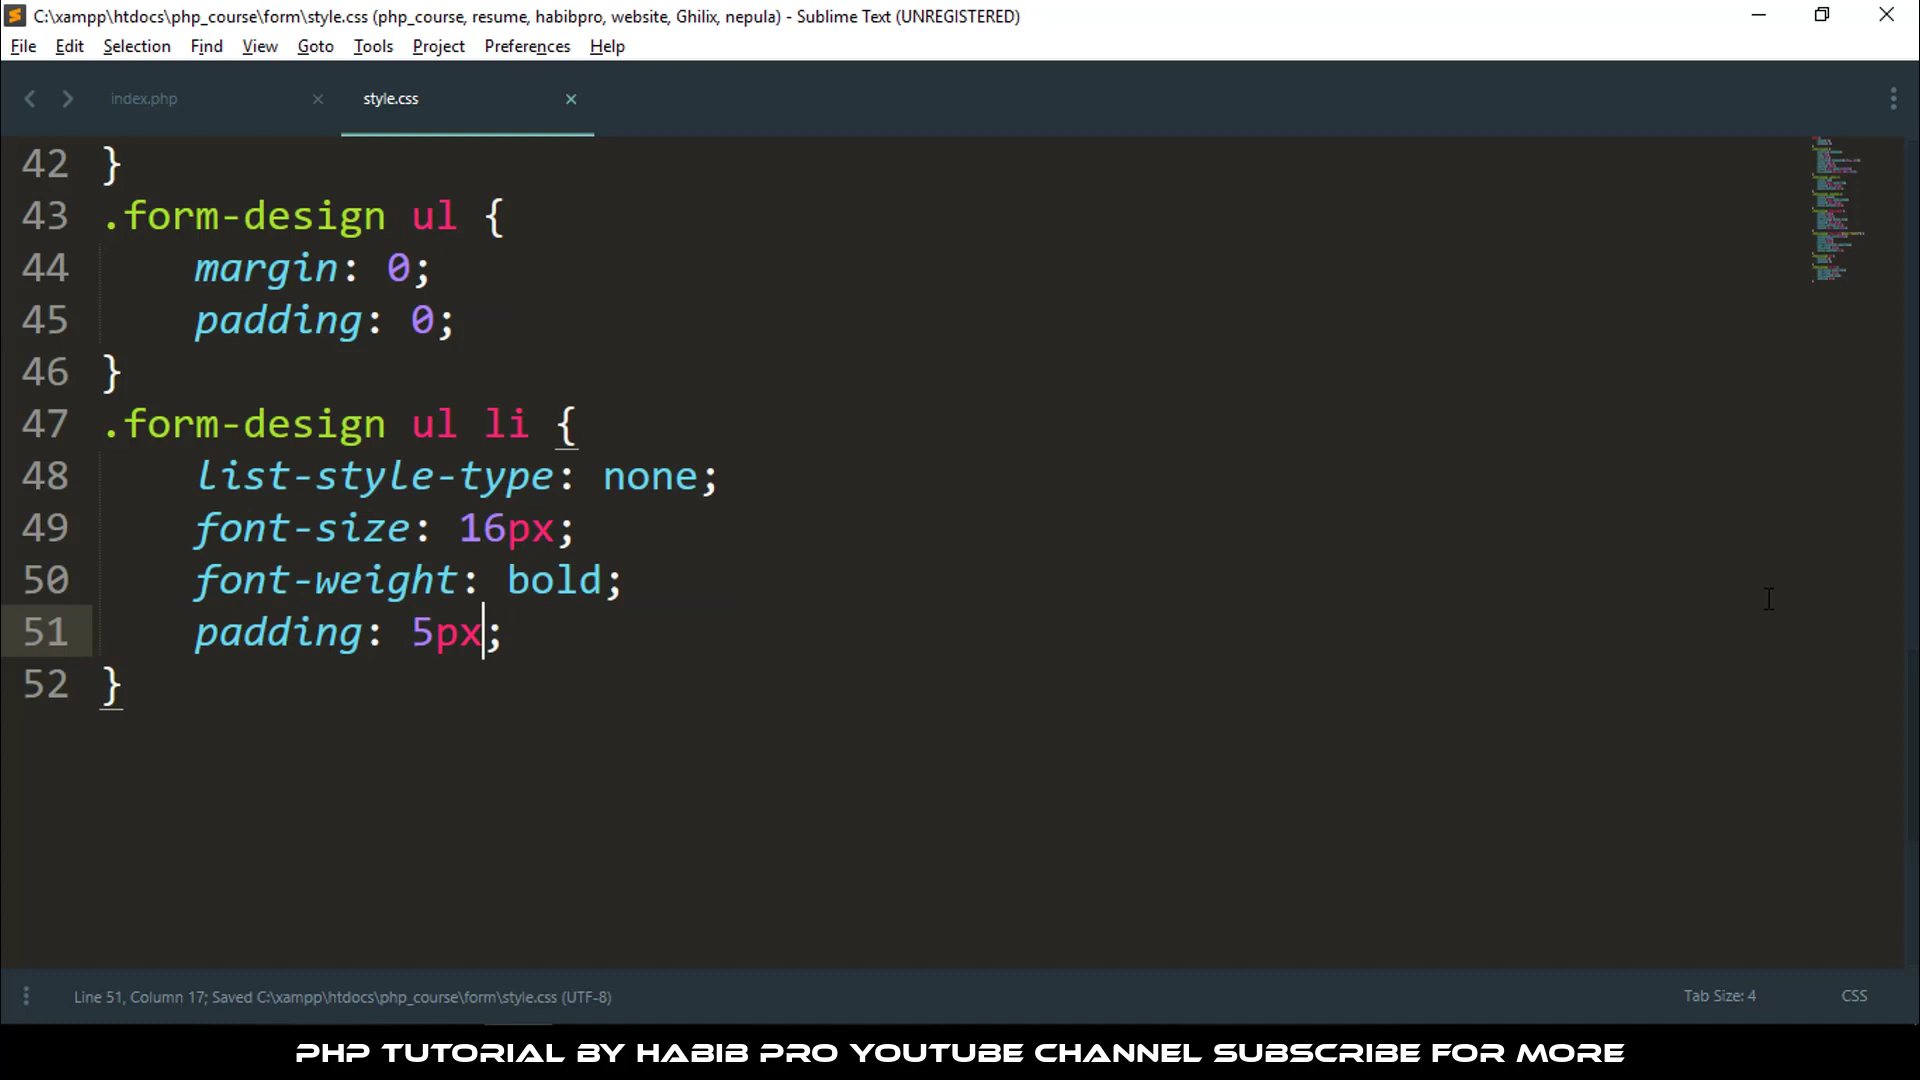 C:\xampp\htdocs\php_course\form\style.css (php_course, resume, habibpro, website, Ghilix, nepula) - Sublime Text (UNREGISTERED)
File Edit Selection Find View Goto Tools Project Preferences Help
index.php style.css
42 }
43 .form-design ul {
44 margin: 0;
45 padding: 0;
46 }
47 .form-design ul li {
48 list-style-type: none;
49 font-size: 16px;
50 font-weight: bold;
51 padding: 5px;
52 }
Line 51, Column 17; Saved C:\xampp\htdocs\php_course\form\style.css (UTF-8) Tab Size: 4 CSS
PHP TUTORIAL BY HABIB PRO YOUTUBE CHANNEL SUBSCRIBE FOR MORE